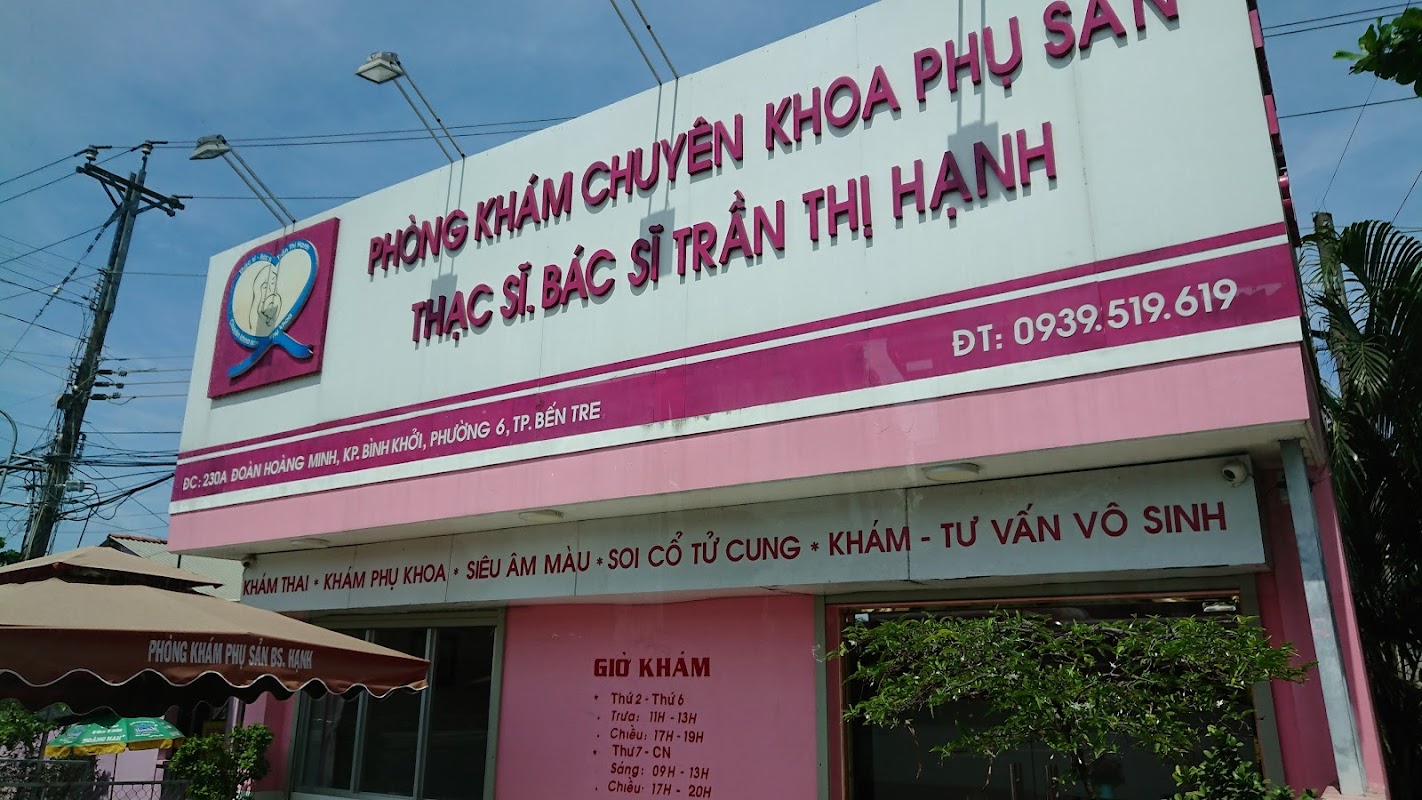 PHÒNG KHÁM CHUYÊN KHOA PHỤ SẢN
THẠC SĨ. BÁC SĨ TRẦN THỊ HẠNH
ĐT: 0939.519.619
ĐC: 230A ĐOÀN HOÀNG MINH, KP. BÌNH KHỞI, PHƯỜNG 6, TP. BẾN TRE
KHÁM THAI * KHÁM PHỤ KHOA * SIÊU ÂM MÀU * SOI CỔ TỬ CUNG * KHÁM - TƯ VẤN VÔ SINH
PHÒNG KHÁM PHỤ SẢN BS. HẠNH
GIỜ KHÁM
* Thứ 2 - Thứ 6
. Trưa: 11H - 13H
. Chiều: 17H - 19H
* Thứ 7 - CN
. Sáng: 09H - 13H
. Chiều: 17H - 20H